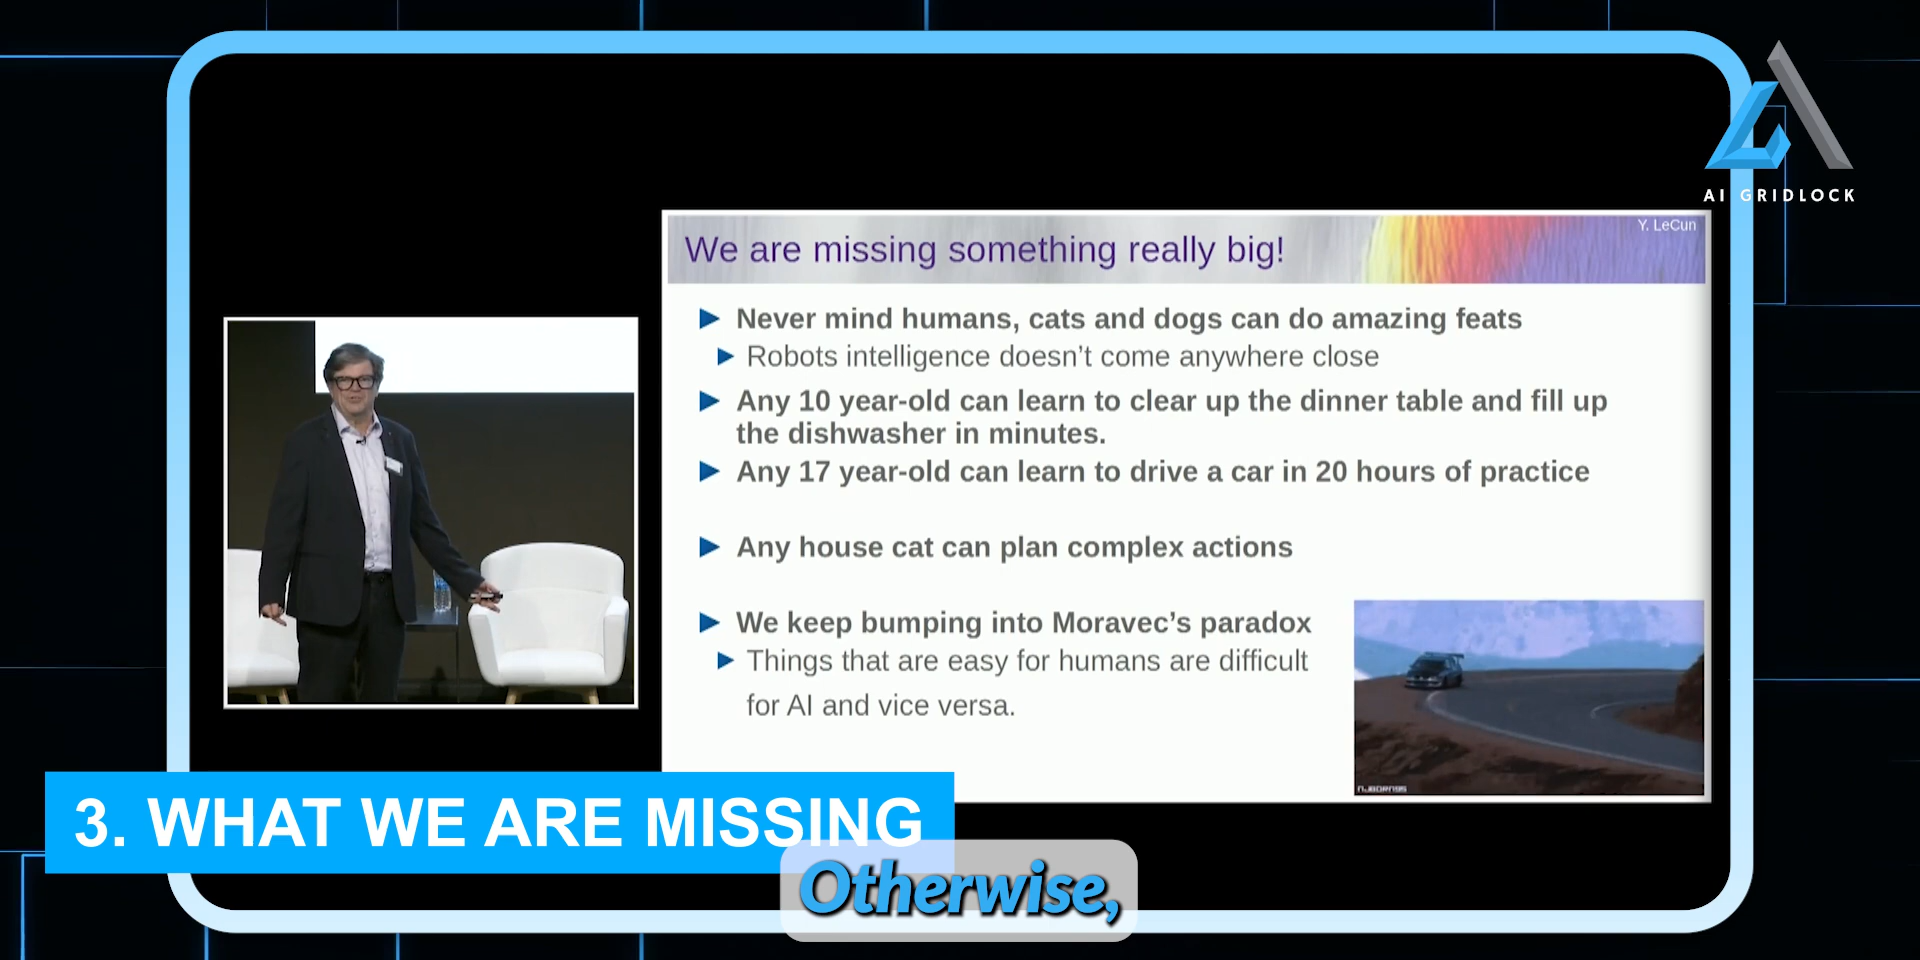 AI GRIDLOCK
Y. LeCun
We are missing something really big!
Never mind humans, cats and dogs can do amazing feats
Robots intelligence doesn’t come anywhere close
Any 10 year-old can learn to clear up the dinner table and fill up
the dishwasher in minutes.
Any 17 year-old can learn to drive a car in 20 hours of practice
Any house cat can plan complex actions
We keep bumping into Moravec’s paradox
Things that are easy for humans are difficult
for AI and vice versa.
3. WHAT WE ARE MISSING
Otherwise,